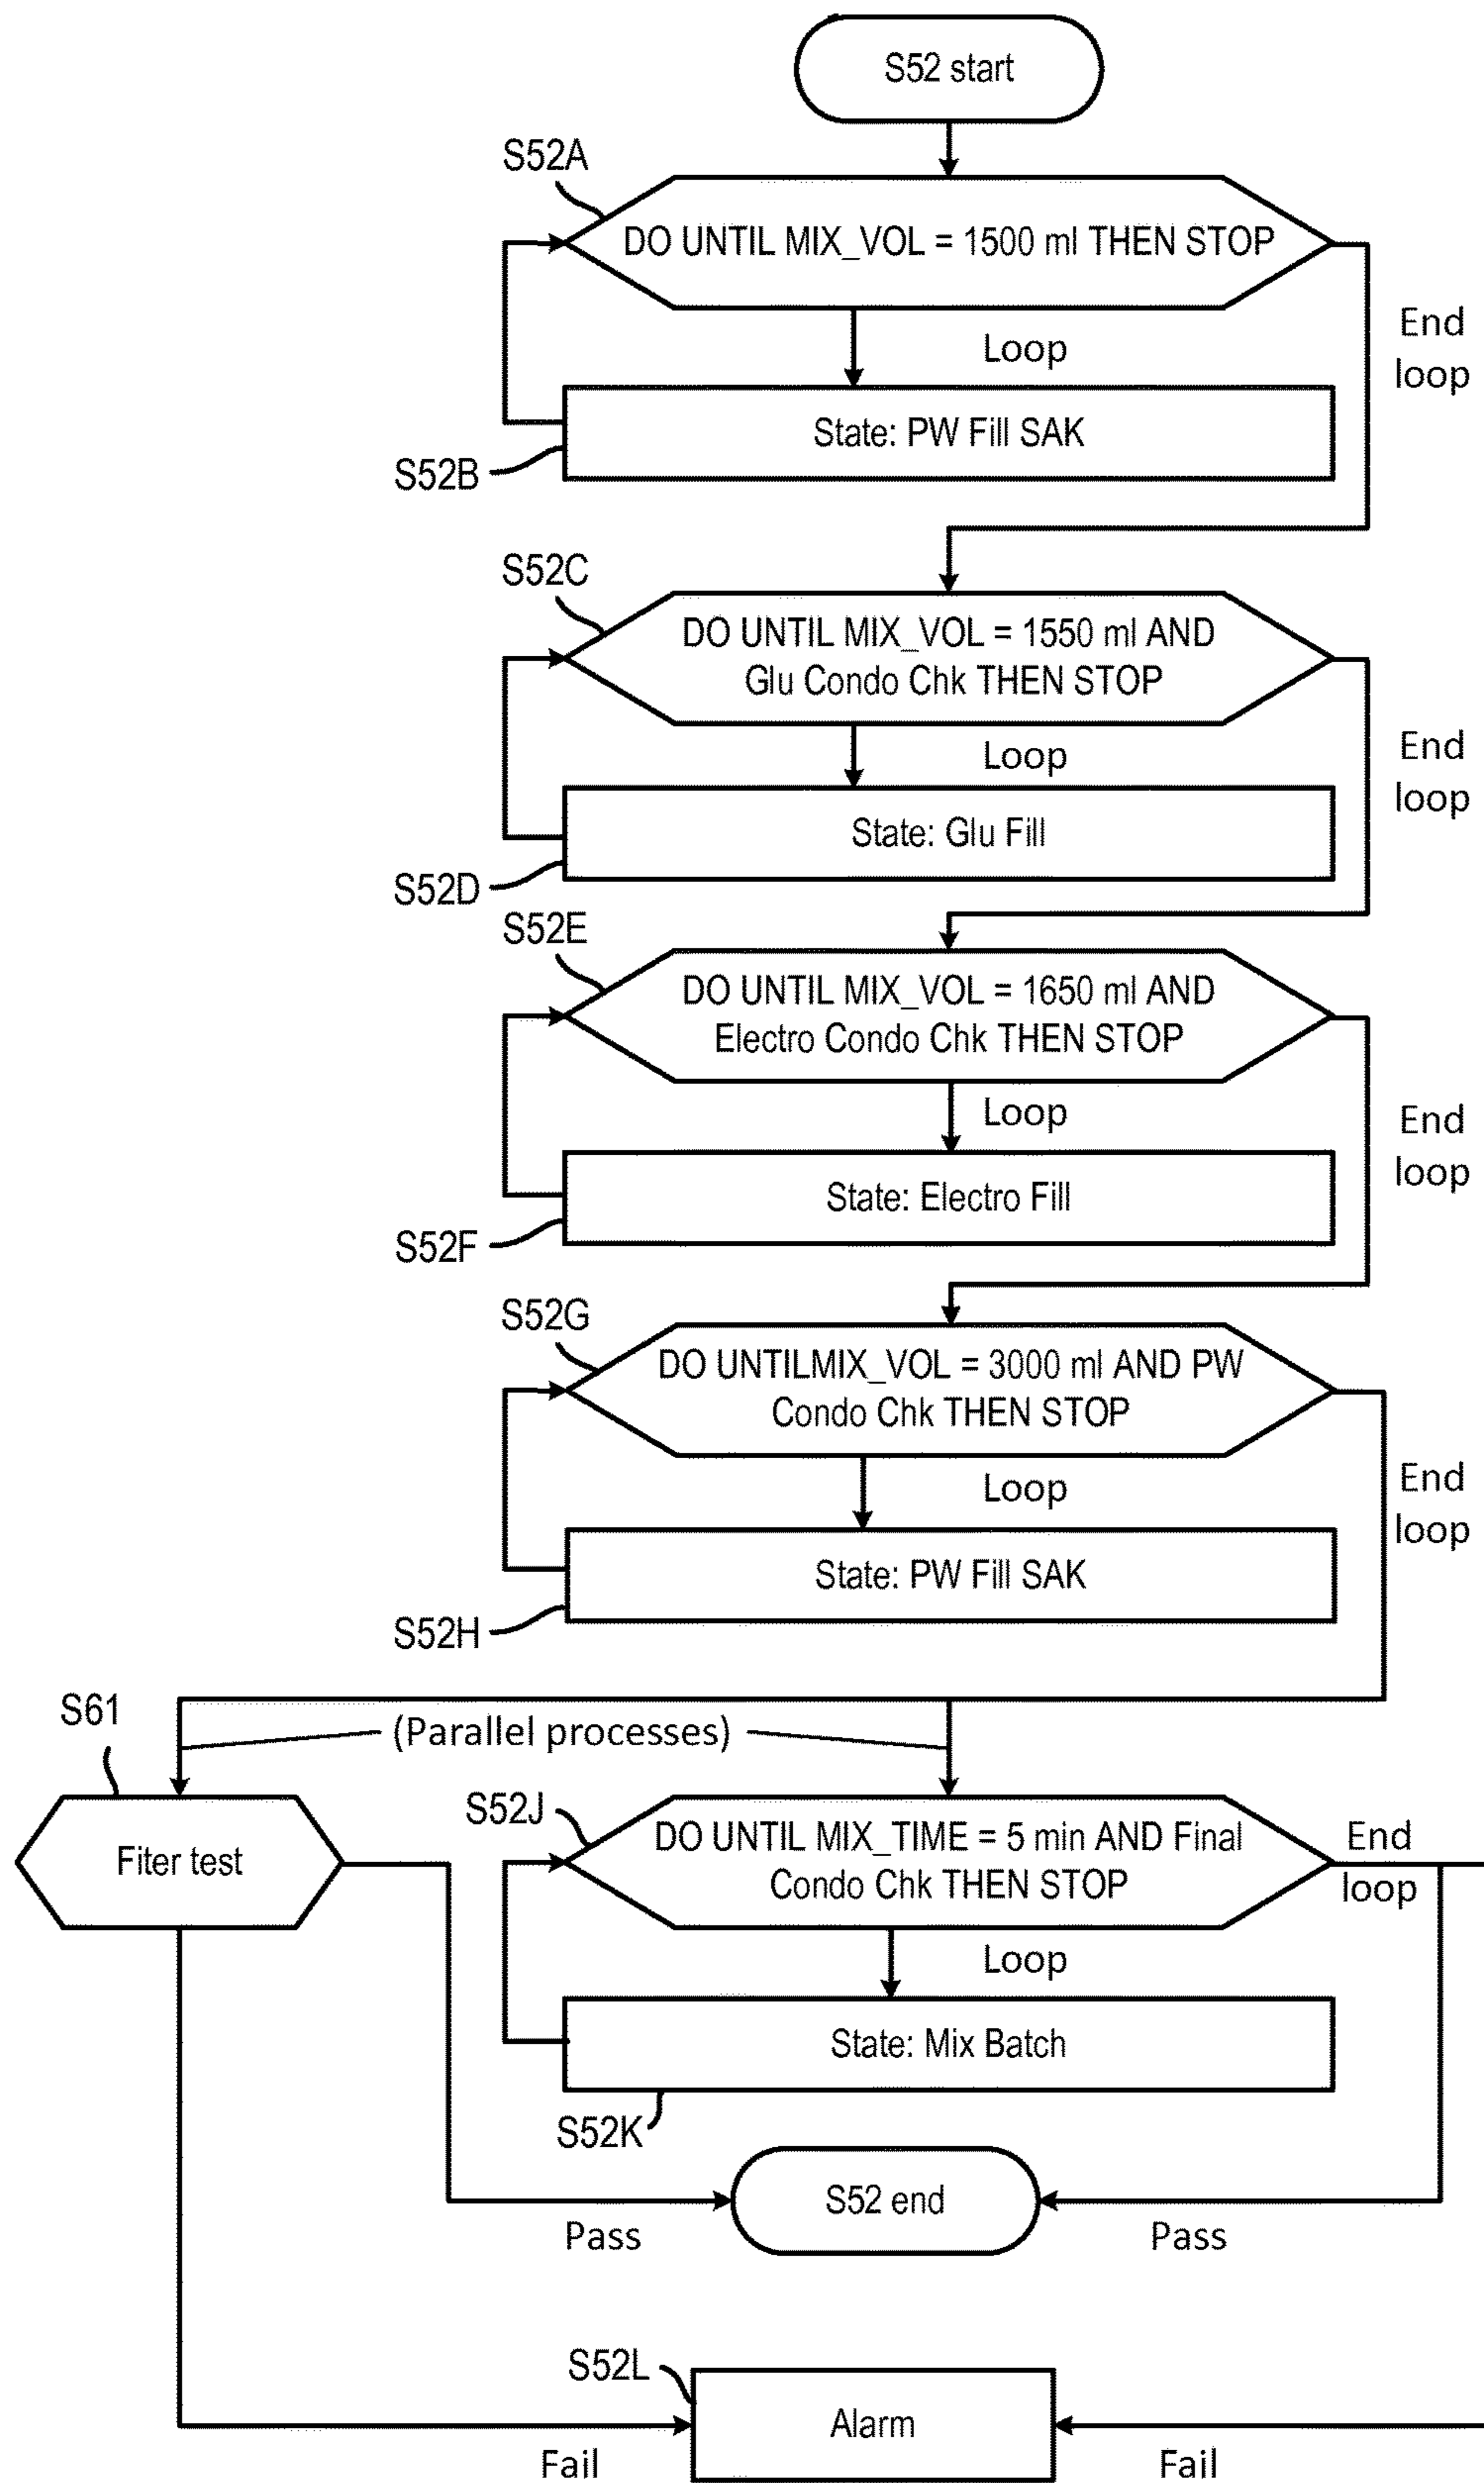 S52 start
S52A
DO UNTIL MIX_VOL = 1500 ml THEN STOP
Loop
End
loop
State: PW Fill SAK
S52B
S52C
DO UNTIL MIX_VOL = 1550 ml AND
Glu Condo Chk THEN STOP
Loop
End
loop
State: Glu Fill
S52D
S52E
DO UNTIL MIX_VOL = 1650 ml AND
Electro Condo Chk THEN STOP
Loop
End
loop
State: Electro Fill
S52F
S52G
DO UNTILMIX_VOL = 3000 ml AND PW
Condo Chk THEN STOP
Loop
End
loop
State: PW Fill SAK
S52H
S61
(Parallel processes)
Fiter test
S52J
DO UNTIL MIX_TIME = 5 min AND Final
Condo Chk THEN STOP
End
loop
Loop
State: Mix Batch
S52K
S52 end
Pass
Pass
S52L
Alarm
Fail
Fail